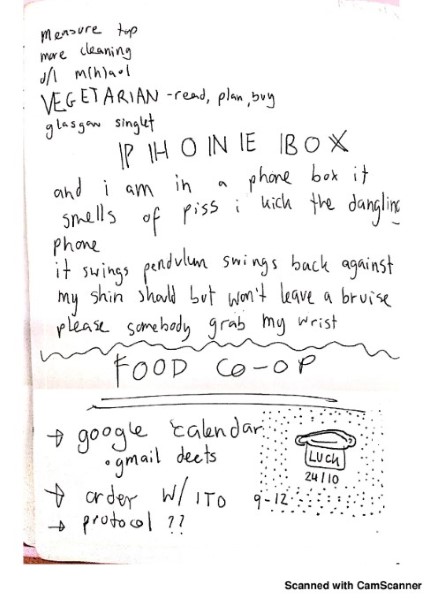 measure top
more cleaning
d/l m(h)aol
VEGETARIAN - read, plan, buy
glasgow singlet
PHONE BOX
and i am in a phone box it
smells of piss i kick the dangling
phone
it swings pendulum swings back against
my shin should but won't leave a bruise
please somebody grab my wrist
FOOD CO-OP
→ google calendar
• gmail deets
LUCH
24/10
→ order W/ ITO 9-12
→ protocol ??
Scanned with CamScanner